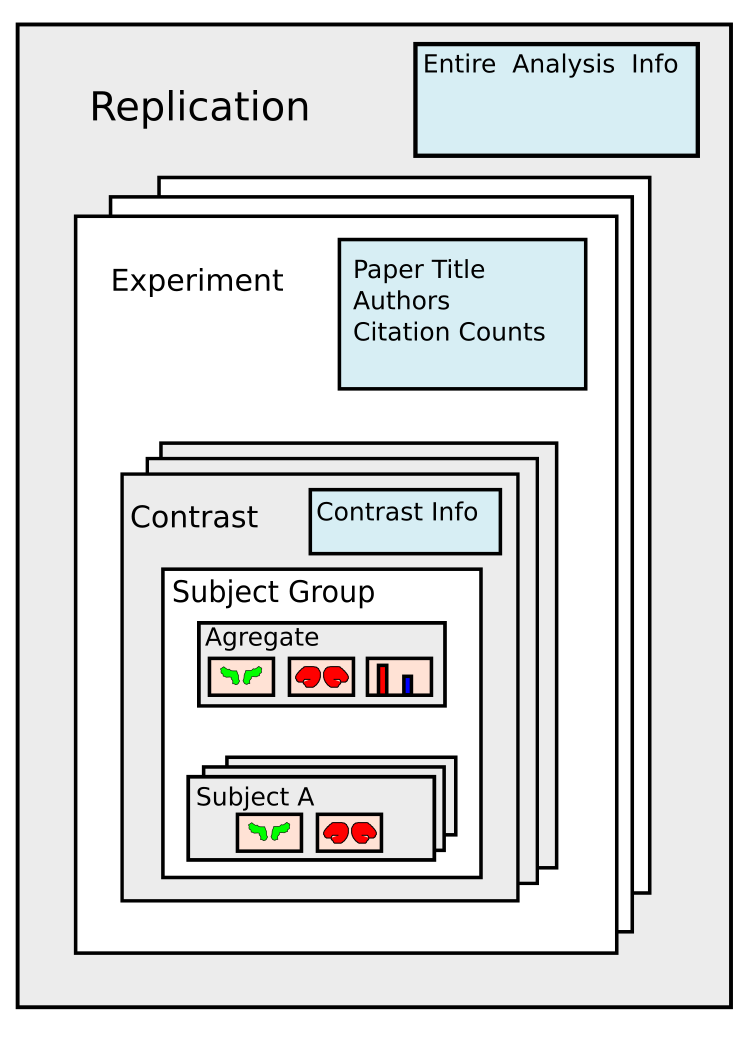 Entire Analysis Info
Replication
Experiment
Paper Title
Authors
Citation Counts
Contrast
Contrast Info
Subject Group
Agregate
Subject A